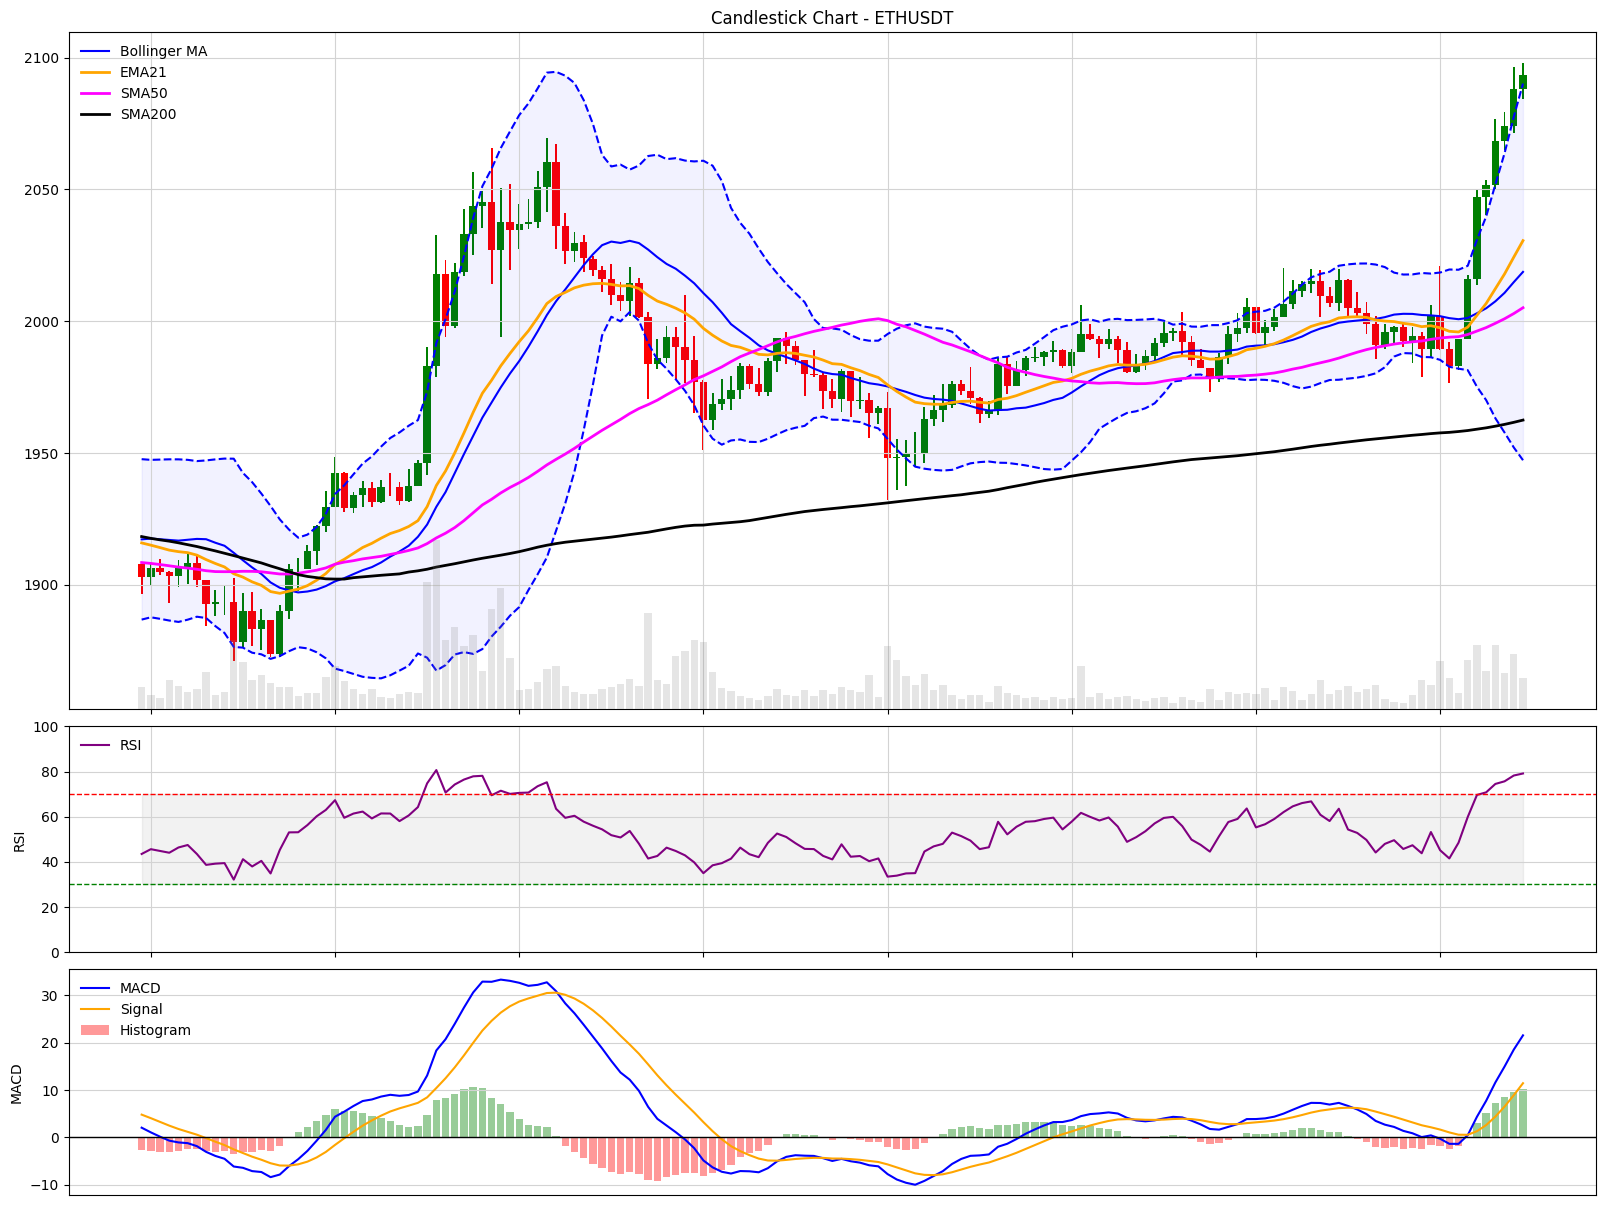 Candlestick Chart - ETHUSDT
Bollinger MA
EMA21
SMA50
SMA200
2100
2050
2000
1950
1900
RSI
100
80
60
40
20
0
RSI
MACD
Signal
Histogram
30
20
10
0
−10
MACD